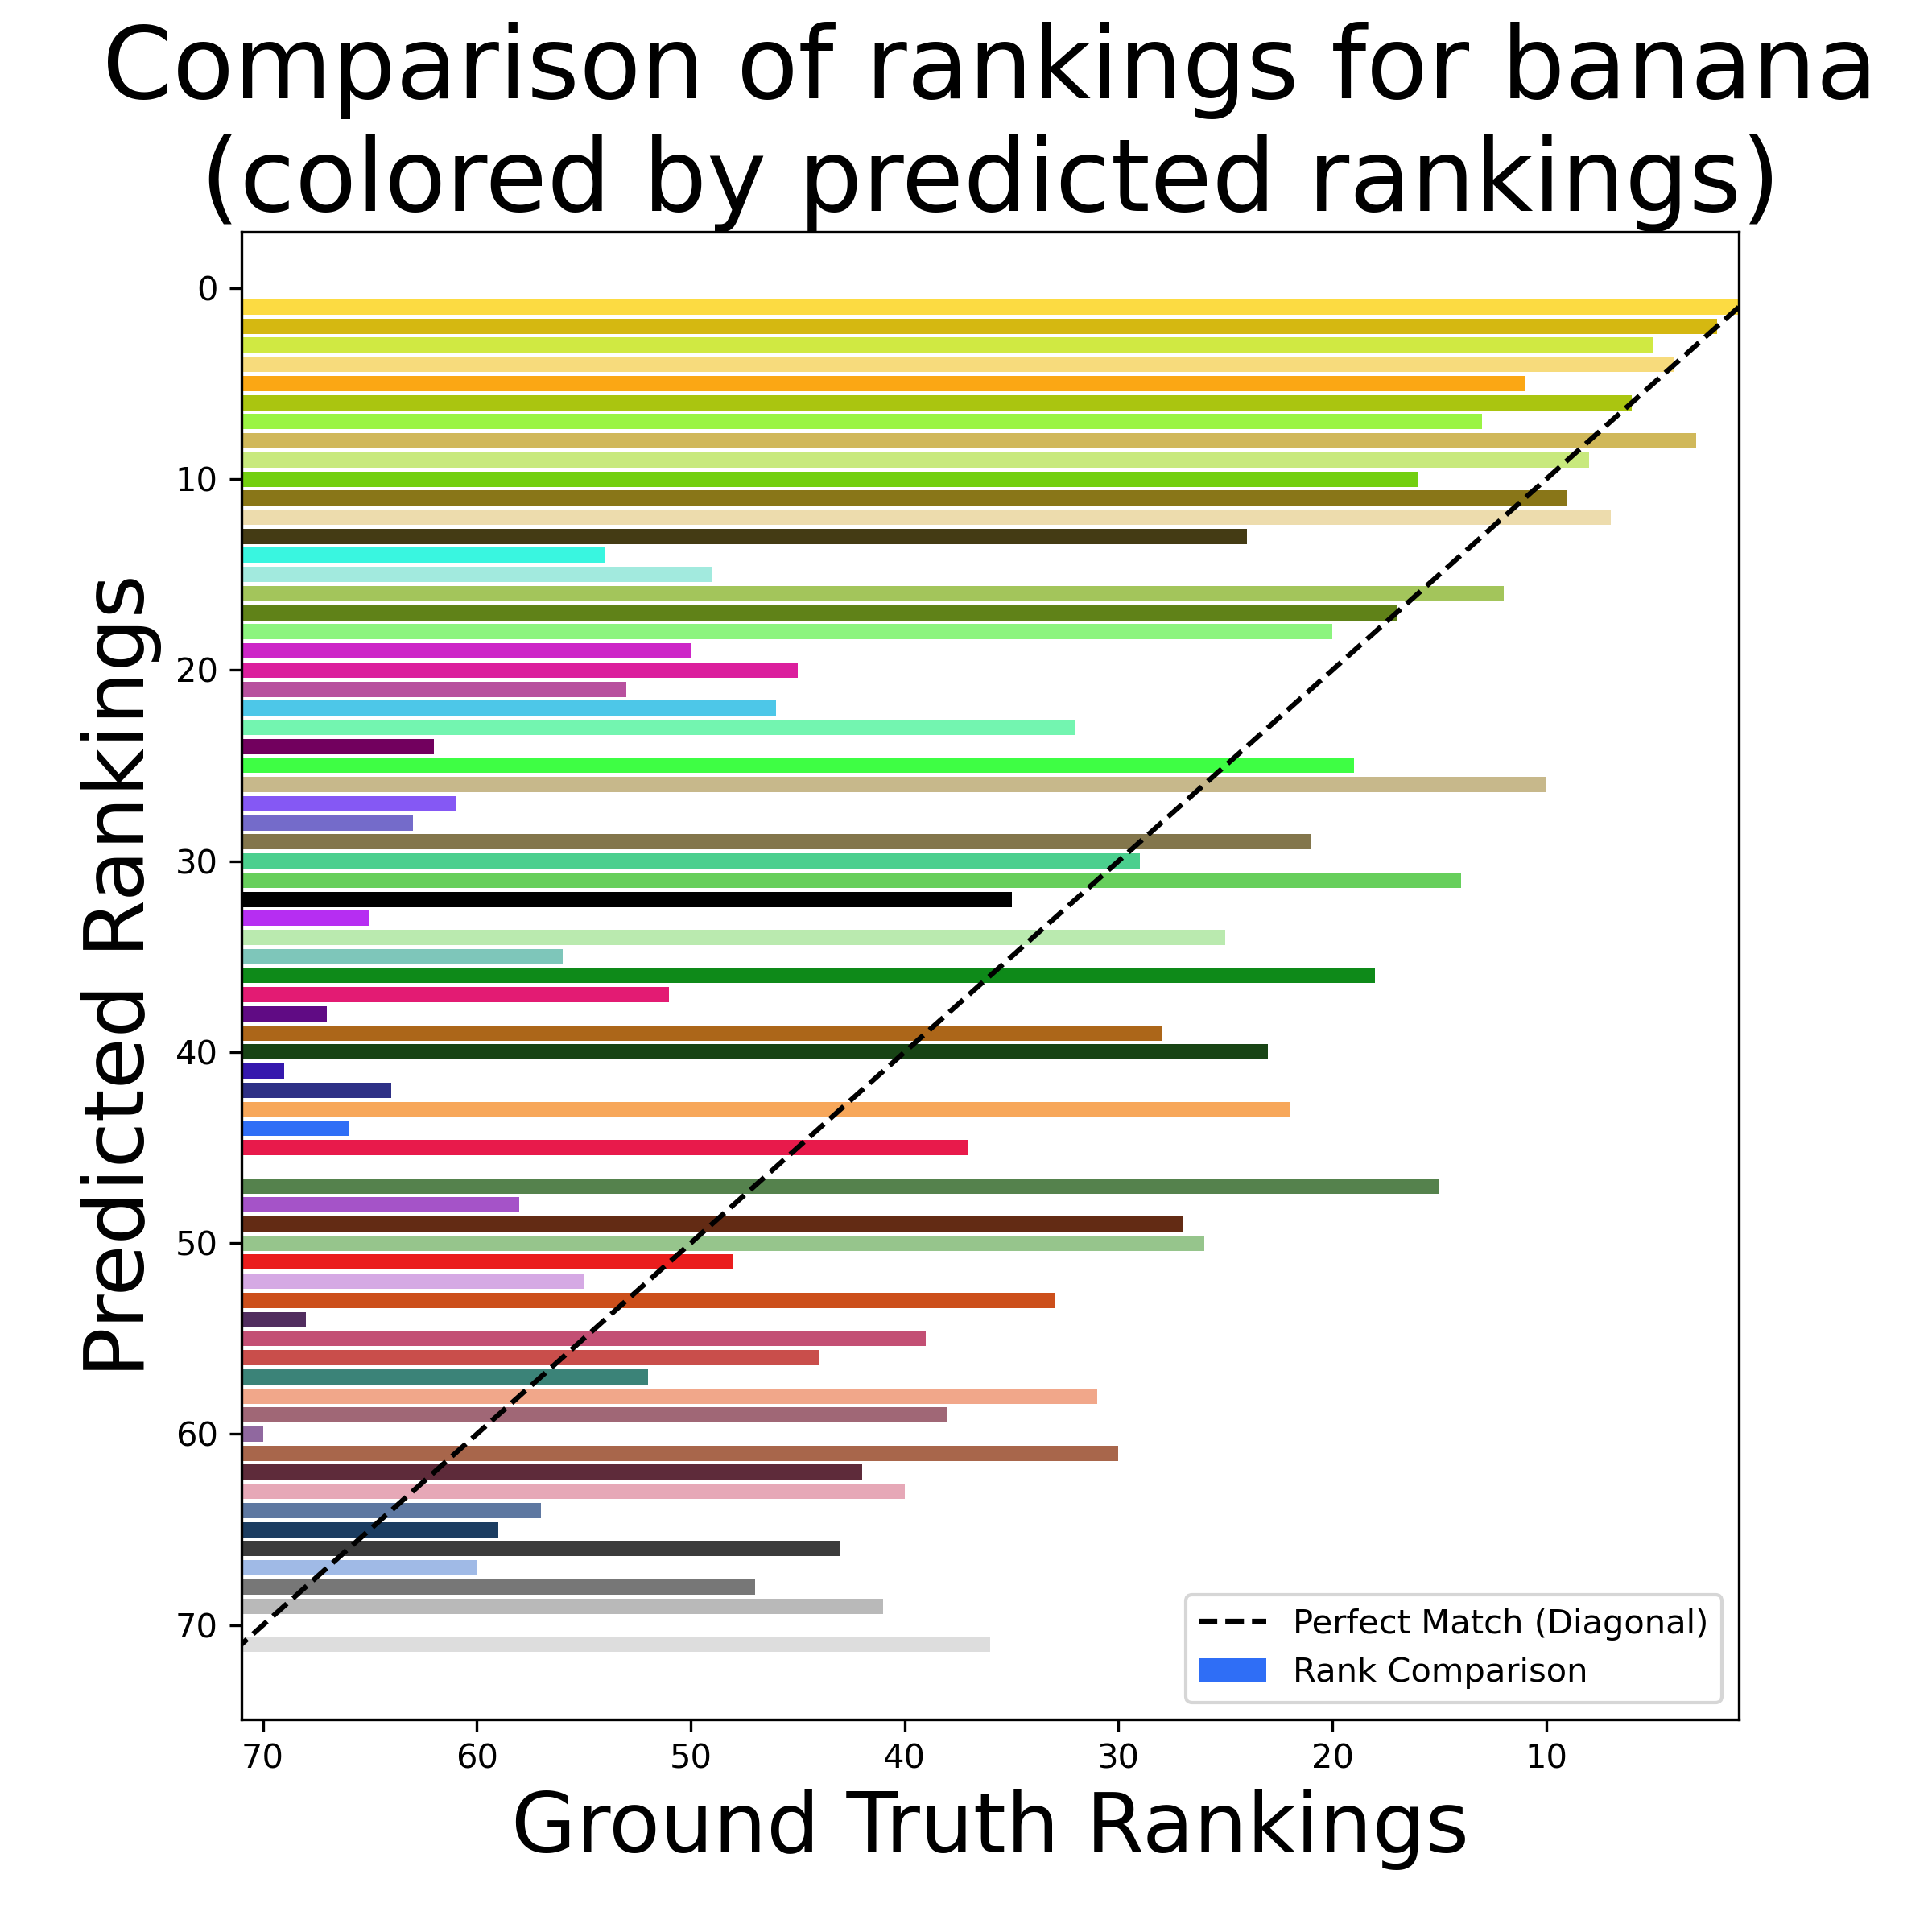 Comparison of rankings for banana
(colored by predicted rankings)
Predicted Rankings
0
10
20
30
40
50
60
70
Perfect Match (Diagonal)
Rank Comparison
70 60 50 40 30 20 10
Ground Truth Rankings